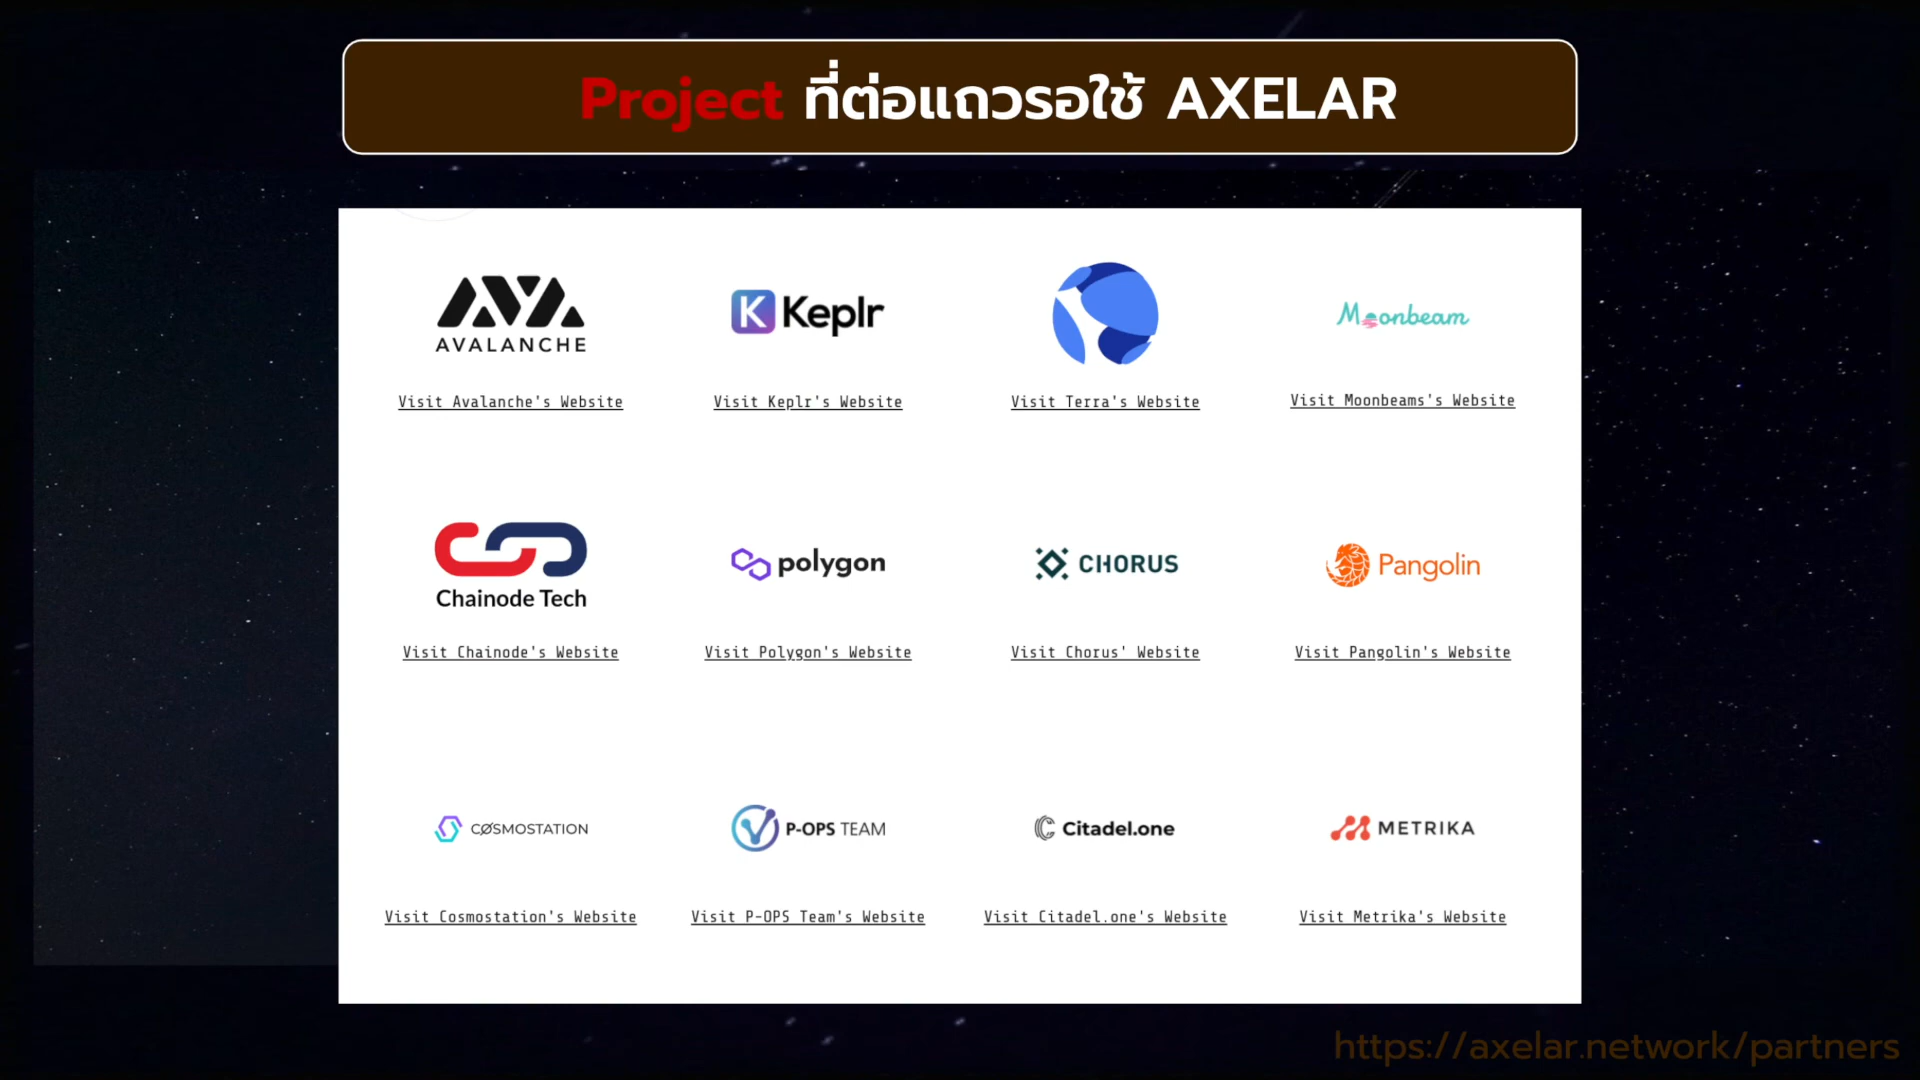 Project ที่ต่อแถวรอใช้ AXELAR
AVALANCHE
K Keplr
Moonbeam
Visit Avalanche's Website
Visit Keplr's Website
Visit Terra's Website
Visit Moonbeams's Website
Chainode Tech
polygon
CHORUS
Pangolin
Visit Chainode's Website
Visit Polygon's Website
Visit Chorus' Website
Visit Pangolin's Website
CØSMOSTATION
P-OPS TEAM
Citadel.one
METRIKA
Visit Cosmostation's Website
Visit P-OPS Team's Website
Visit Citadel.one's Website
Visit Metrika's Website
https://axelar.network/partners